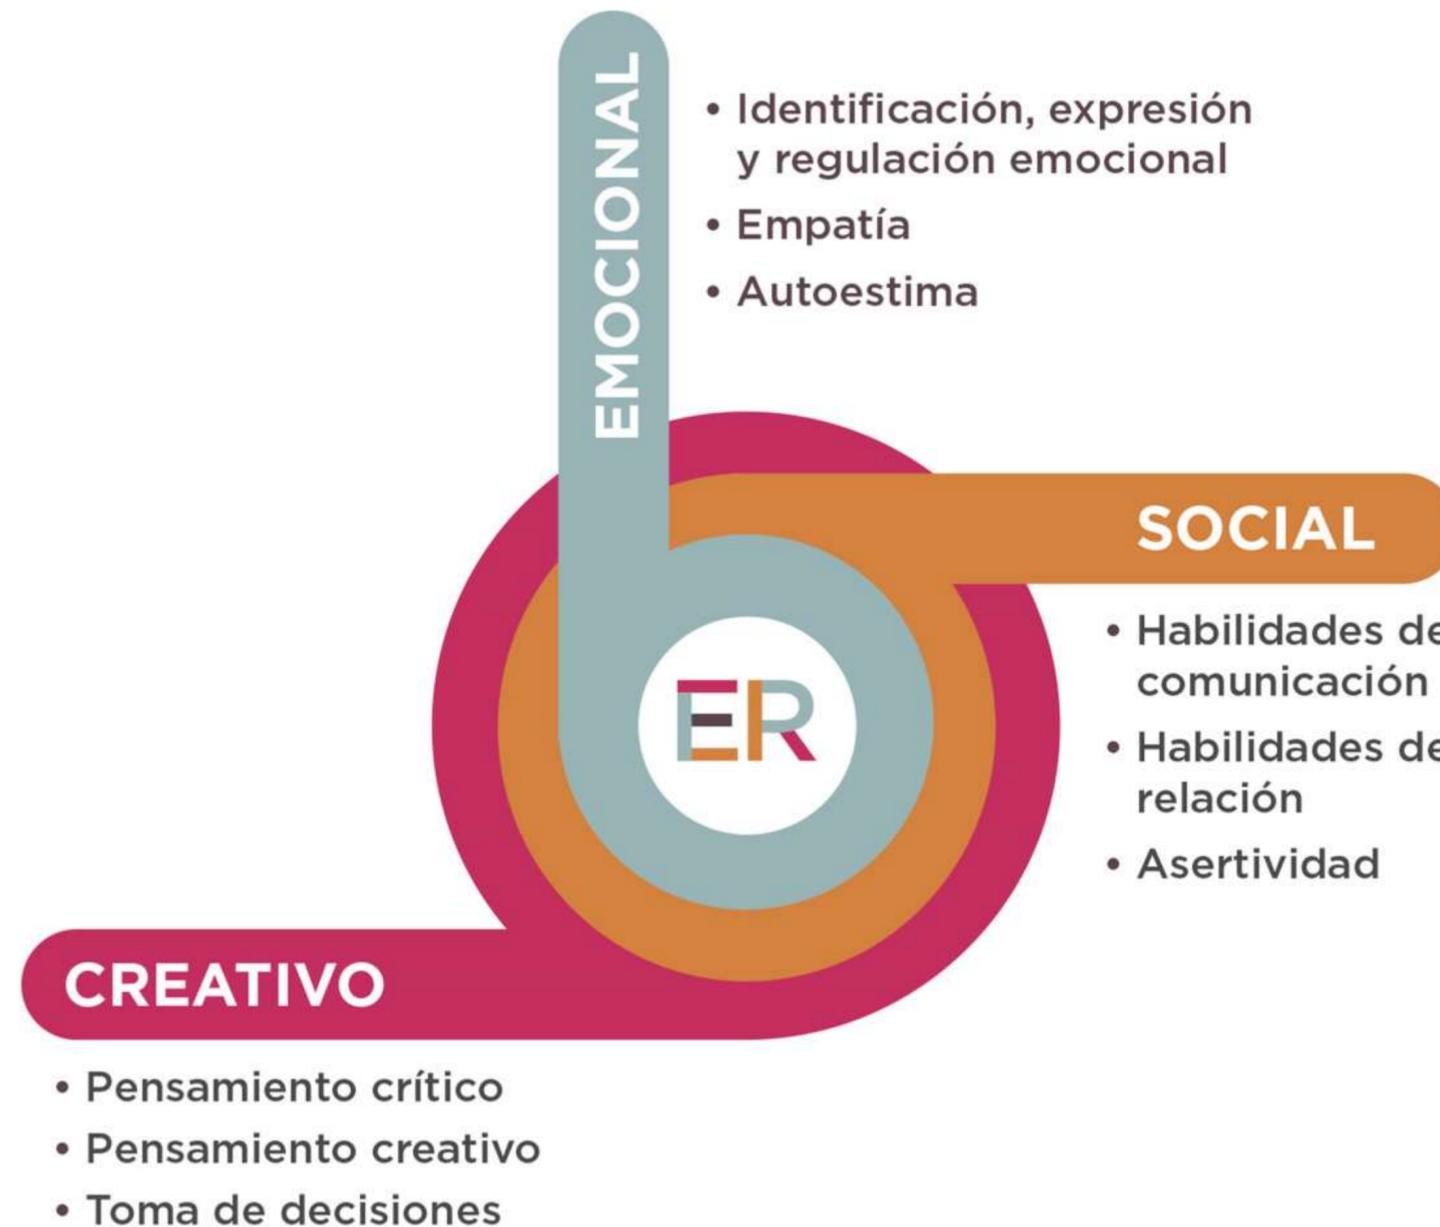 EMOCIONAL
• Identificación, expresión
y regulación emocional
• Empatía
• Autoestima
SOCIAL
• Habilidades de
comunicación
• Habilidades de
relación
• Asertividad
ER
CREATIVO
• Pensamiento crítico
• Pensamiento creativo
• Toma de decisiones